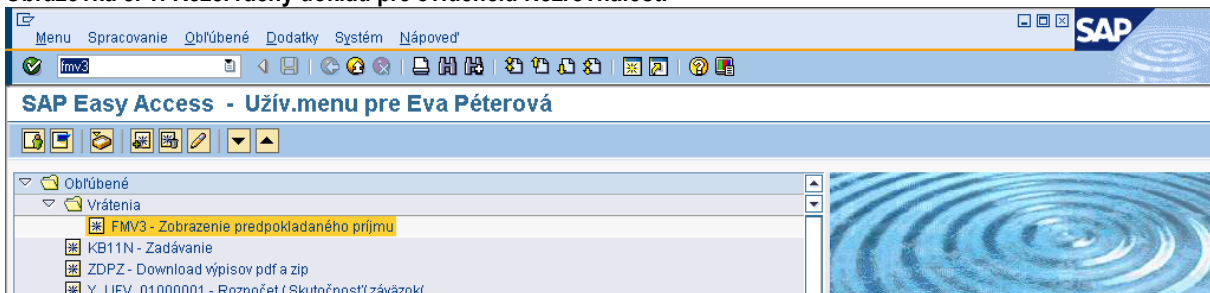 Menu Spracovanie Obľúbené Dodatky Systém Nápoveď
SAP
fmv3
SAP Easy Access - Užív.menu pre Eva Péterová
Obľúbené
Vrátenia
FMV3 - Zobrazenie predpokladaného príjmu
KB11N - Zadávanie
ZDPZ - Download výpisov pdf a zip